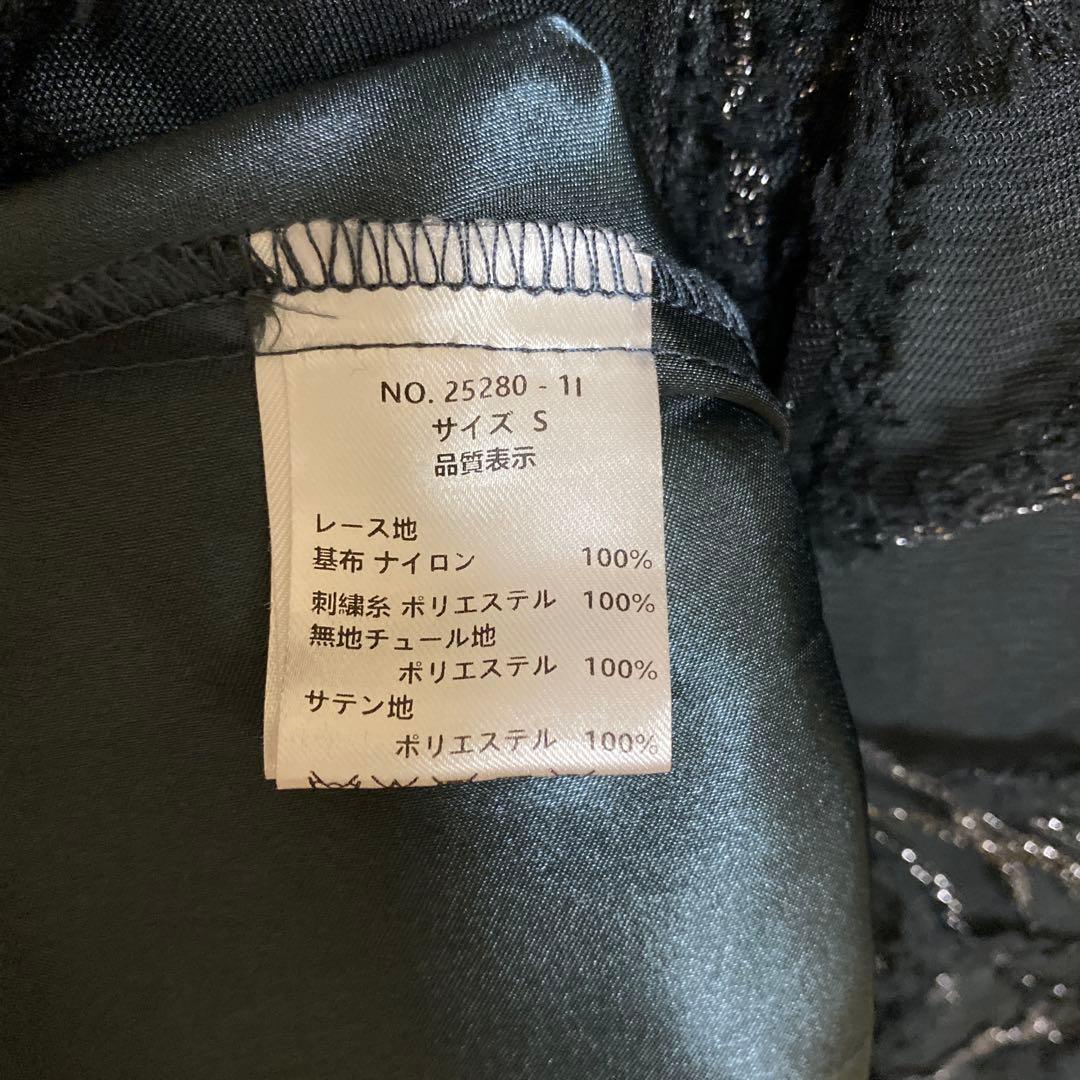 NO. 25280 - 1I
サイズ S
品質表示
レース地
基布 ナイロン 100%
刺繍糸 ポリエステル 100%
無地チュール地
ポリエステル 100%
サテン地
ポリエステル 100%